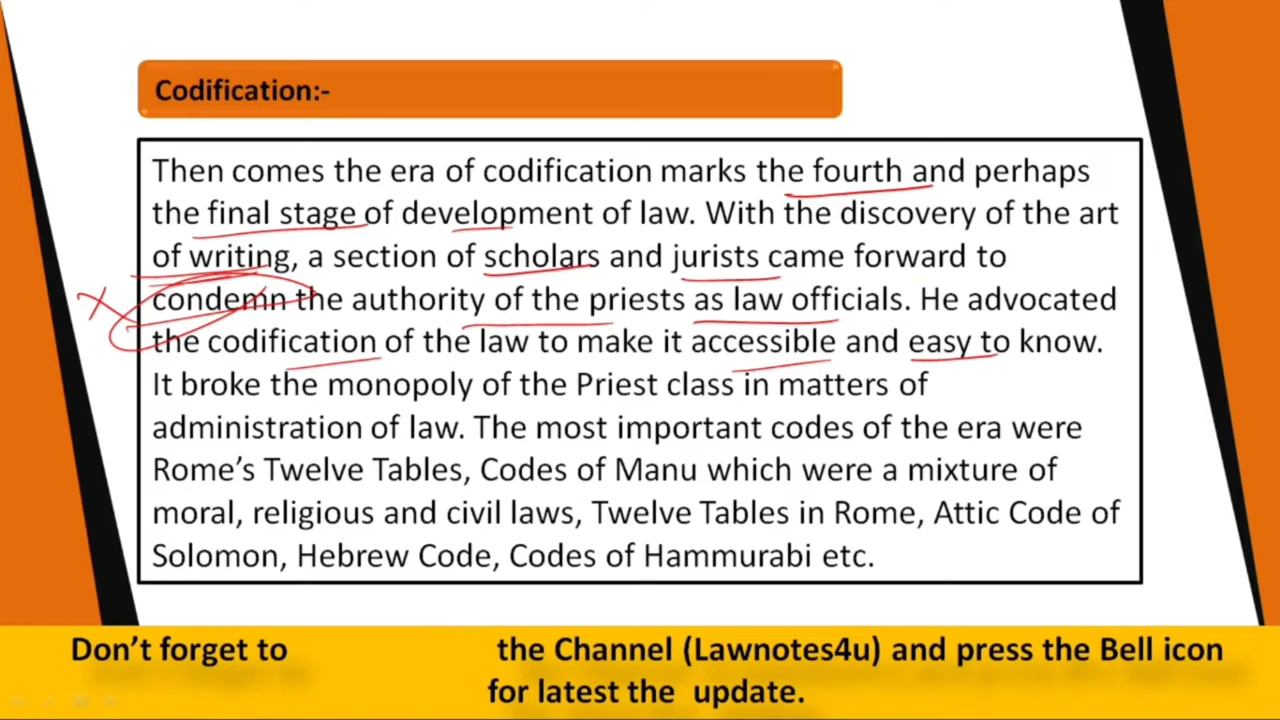 Codification:-
Then comes the era of codification marks the fourth and perhaps
the final stage of development of law. With the discovery of the art
of writing, a section of scholars and jurists came forward to
condemn the authority of the priests as law officials. He advocated
the codification of the law to make it accessible and easy to know.
It broke the monopoly of the Priest class in matters of
administration of law. The most important codes of the era were
Rome’s Twelve Tables, Codes of Manu which were a mixture of
moral, religious and civil laws, Twelve Tables in Rome, Attic Code of
Solomon, Hebrew Code, Codes of Hammurabi etc.
Don’t forget to the Channel (Lawnotes4u) and press the Bell icon
for latest the update.